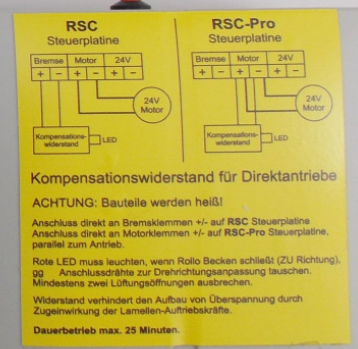 RSC
Steuerplatine
Bremse Motor 24V
+ - + - + -
24V
Motor
Kompensations-
widerstand
LED
RSC-Pro
Steuerplatine
Bremse Motor 24V
+ - + - + -
24V
Motor
Kompensations-
widerstand
LED
Kompensationswiderstand für Direktantriebe
ACHTUNG: Bauteile werden heiß!
Anschluss direkt an Bremsklemmen +/- auf RSC Steuerplatine
Anschluss direkt an Motorklemmen +/- auf RSC-Pro Steuerplatine,
parallel zum Antrieb.
Rote LED muss leuchten, wenn Rollo Becken schließt (ZU Richtung),
gg Anschlussdrähte zur Drehrichtungsanpassung tauschen.
Mindestens zwei Lüftungsöffnungen ausbrechen.
Widerstand verhindert den Aufbau von Überspannung durch
Zugeinwirkung der Lamellen-Auftriebskräfte.
Dauerbetrieb max. 25 Minuten.